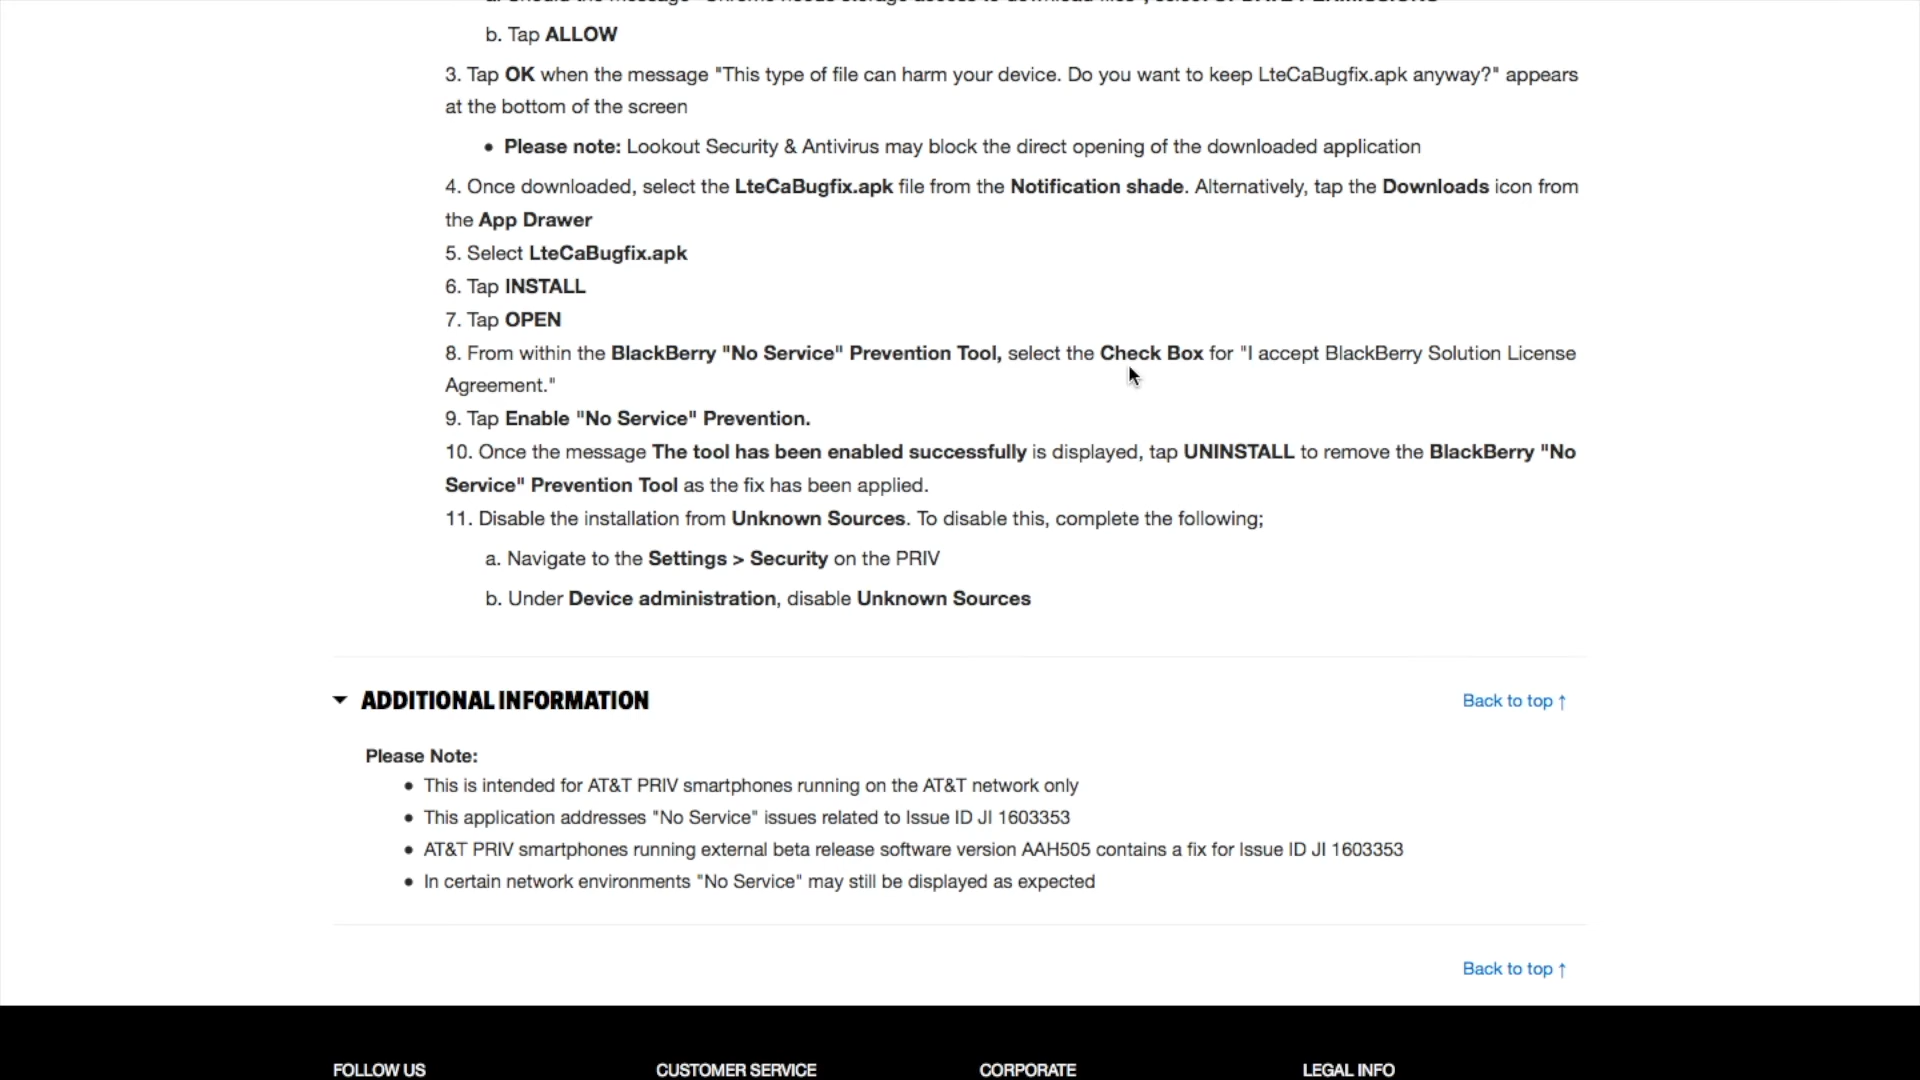 b. Tap ALLOW
3. Tap OK when the message "This type of file can harm your device. Do you want to keep LteCaBugfix.apk anyway?" appears
at the bottom of the screen
• Please note: Lookout Security & Antivirus may block the direct opening of the downloaded application
4. Once downloaded, select the LteCaBugfix.apk file from the Notification shade. Alternatively, tap the Downloads icon from
the App Drawer
5. Select LteCaBugfix.apk
6. Tap INSTALL
7. Tap OPEN
8. From within the BlackBerry "No Service" Prevention Tool, select the Check Box for "I accept BlackBerry Solution License
Agreement."
9. Tap Enable "No Service" Prevention.
10. Once the message The tool has been enabled successfully is displayed, tap UNINSTALL to remove the BlackBerry "No
Service" Prevention Tool as the fix has been applied.
11. Disable the installation from Unknown Sources. To disable this, complete the following;
a. Navigate to the Settings > Security on the PRIV
b. Under Device administration, disable Unknown Sources
ADDITIONAL INFORMATION
Back to top ↑
Please Note:
• This is intended for AT&T PRIV smartphones running on the AT&T network only
• This application addresses "No Service" issues related to Issue ID JI 1603353
• AT&T PRIV smartphones running external beta release software version AAH505 contains a fix for Issue ID JI 1603353
• In certain network environments "No Service" may still be displayed as expected
Back to top ↑
FOLLOW US
CUSTOMER SERVICE
CORPORATE
LEGAL INFO